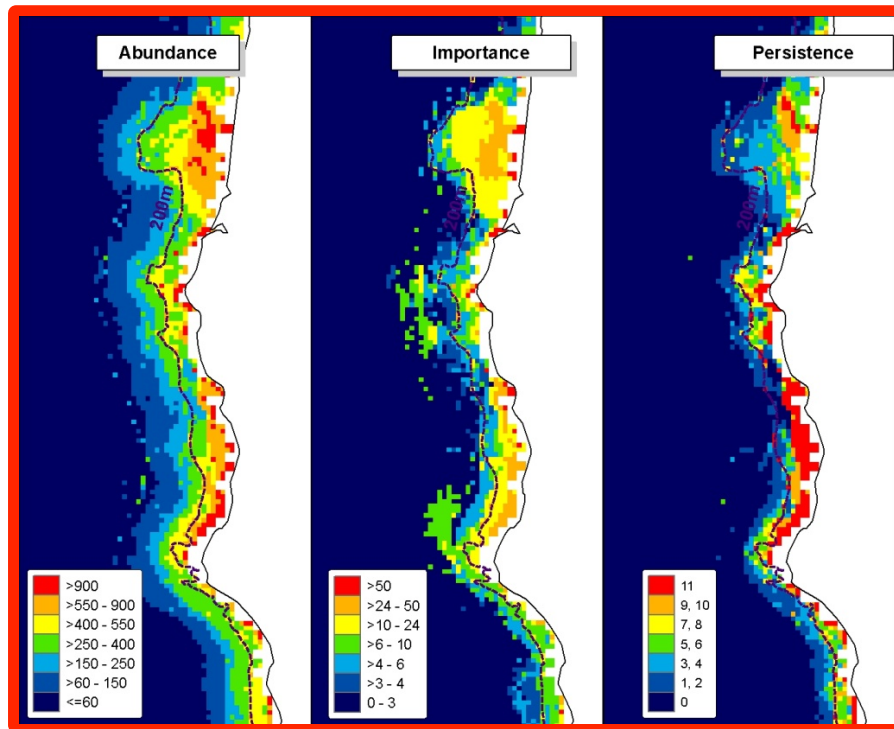 Abundance
Importance
Persistence
200m
200m
200m
>900
>550 - 900
>400 - 550
>250 - 400
>150 - 250
>60 - 150
<=60
>50
>24 - 50
>10 - 24
>6 - 10
>4 - 6
>3 - 4
0 - 3
11
9, 10
7, 8
5, 6
3, 4
1, 2
0